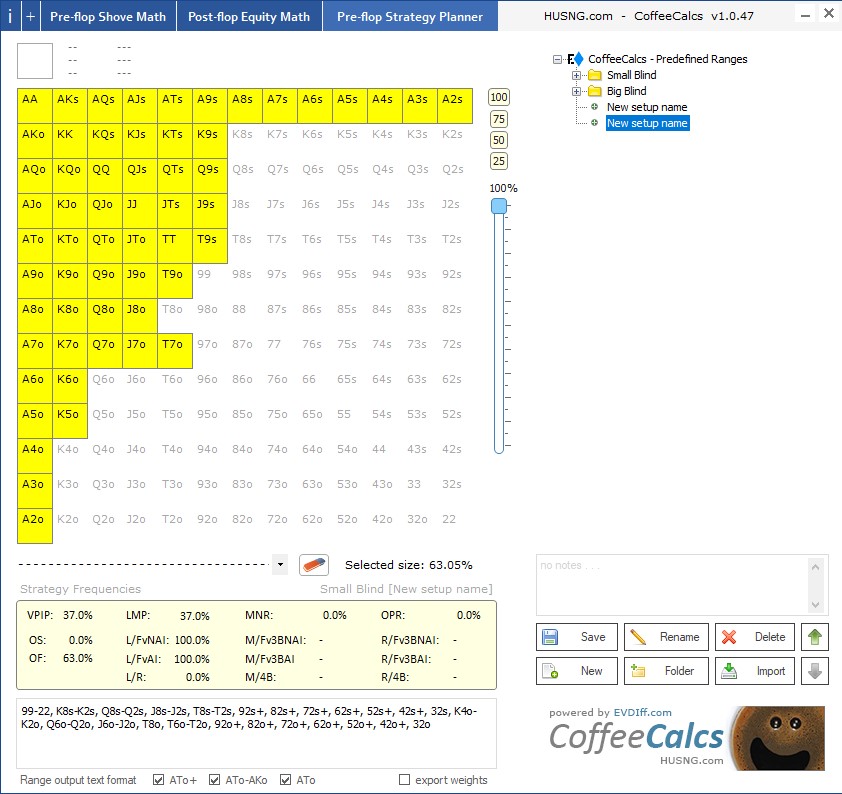 i + Pre-flop Shove Math Post-flop Equity Math Pre-flop Strategy Planner HUSNG.com - CoffeeCalcs v1.0.47
-- ---
-- ---
-- ---
AA AKs AQs AJs ATs A9s A8s A7s A6s A5s A4s A3s A2s
AKo KK KQs KJs KTs K9s K8s K7s K6s K5s K4s K3s K2s
AQo KQo QQ QJs QTs Q9s Q8s Q7s Q6s Q5s Q4s Q3s Q2s
AJo KJo QJo JJ JTs J9s J8s J7s J6s J5s J4s J3s J2s
ATo KTo QTo JTo TT T9s T8s T7s T6s T5s T4s T3s T2s
A9o K9o Q9o J9o T9o 99 98s 97s 96s 95s 94s 93s 92s
A8o K8o Q8o J8o T8o 98o 88 87s 86s 85s 84s 83s 82s
A7o K7o Q7o J7o T7o 97o 87o 77 76s 75s 74s 73s 72s
A6o K6o Q6o J6o T6o 96o 86o 76o 66 65s 64s 63s 62s
A5o K5o Q5o J5o T5o 95o 85o 75o 65o 55 54s 53s 52s
A4o K4o Q4o J4o T4o 94o 84o 74o 64o 54o 44 43s 42s
A3o K3o Q3o J3o T3o 93o 83o 73o 63o 53o 43o 33 32s
A2o K2o Q2o J2o T2o 92o 82o 72o 62o 52o 42o 32o 22
100
75
50
25
100%
CoffeeCalcs - Predefined Ranges
Small Blind
Big Blind
New setup name
New setup name
Selected size: 63.05%
Strategy Frequencies Small Blind [New setup name]
VPIP: 37.0% LMP: 37.0% MNR: 0.0% OPR: 0.0%
OS: 0.0% L/FvNAI: 100.0% M/Fv3BNAI: - R/Fv3BNAI: -
OF: 63.0% L/FvAI: 100.0% M/Fv3BAI - R/Fv3BAI: -
L/R: 0.0% M/4B: - R/4B: -
99-22, K8s-K2s, Q8s-Q2s, J8s-J2s, T8s-T2s, 92s+, 82s+, 72s+, 62s+, 52s+, 42s+, 32s, K4o-
K2o, Q6o-Q2o, J6o-J2o, T8o, T6o-T2o, 92o+, 82o+, 72o+, 62o+, 52o+, 42o+, 32o
Range output text format ATo+ ATo-AKo ATo export weights
no notes . . .
Save Rename Delete
New Folder Import
powered by EVDIff.com
CoffeeCalcs
HUSNG.com